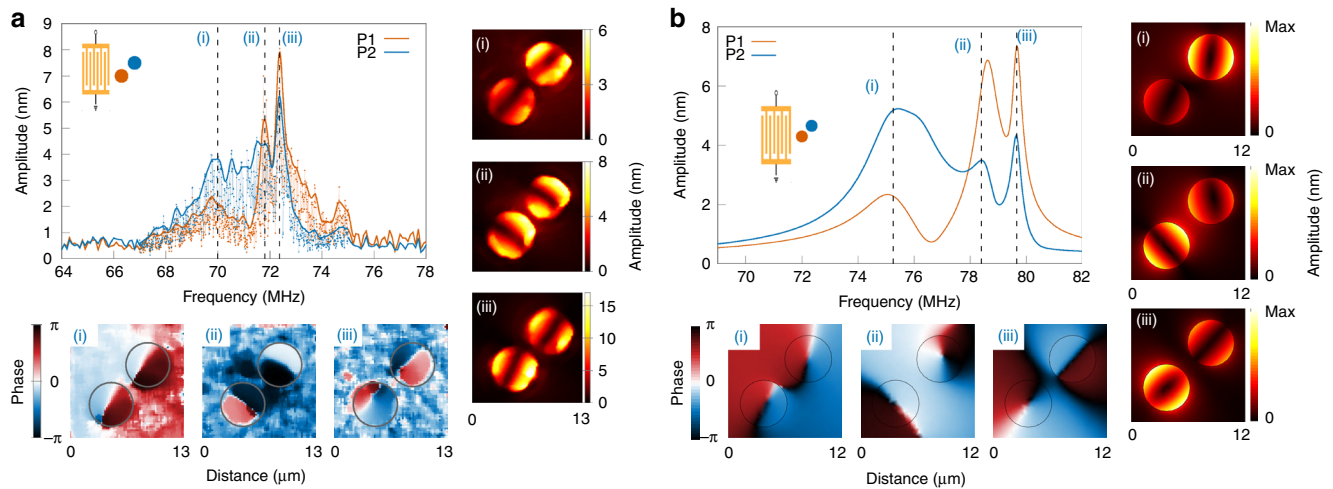 a
9
8
7
6
5
4
3
2
1
0
Amplitude (nm)
(i)
(ii)
(iii)
P1
P2
64
66
68
70
72
74
76
78
Frequency (MHz)
(i)
6
3
0
(ii)
8
4
0
Amplitude (nm)
(iii)
15
10
5
0
0
13
Phase
π
0
−π
(i)
(ii)
(iii)
0
13
0
13
0
13
Distance (μm)
b
8
6
4
2
0
Amplitude (nm)
P1
P2
(i)
(ii)
(iii)
70
72
74
76
78
80
82
Frequency (MHz)
(i)
Max
0
0
12
(ii)
Max
0
0
12
Amplitude (nm)
(iii)
Max
0
0
12
Phase
π
0
−π
(i)
(ii)
(iii)
0
12
0
12
0
12
Distance (μm)